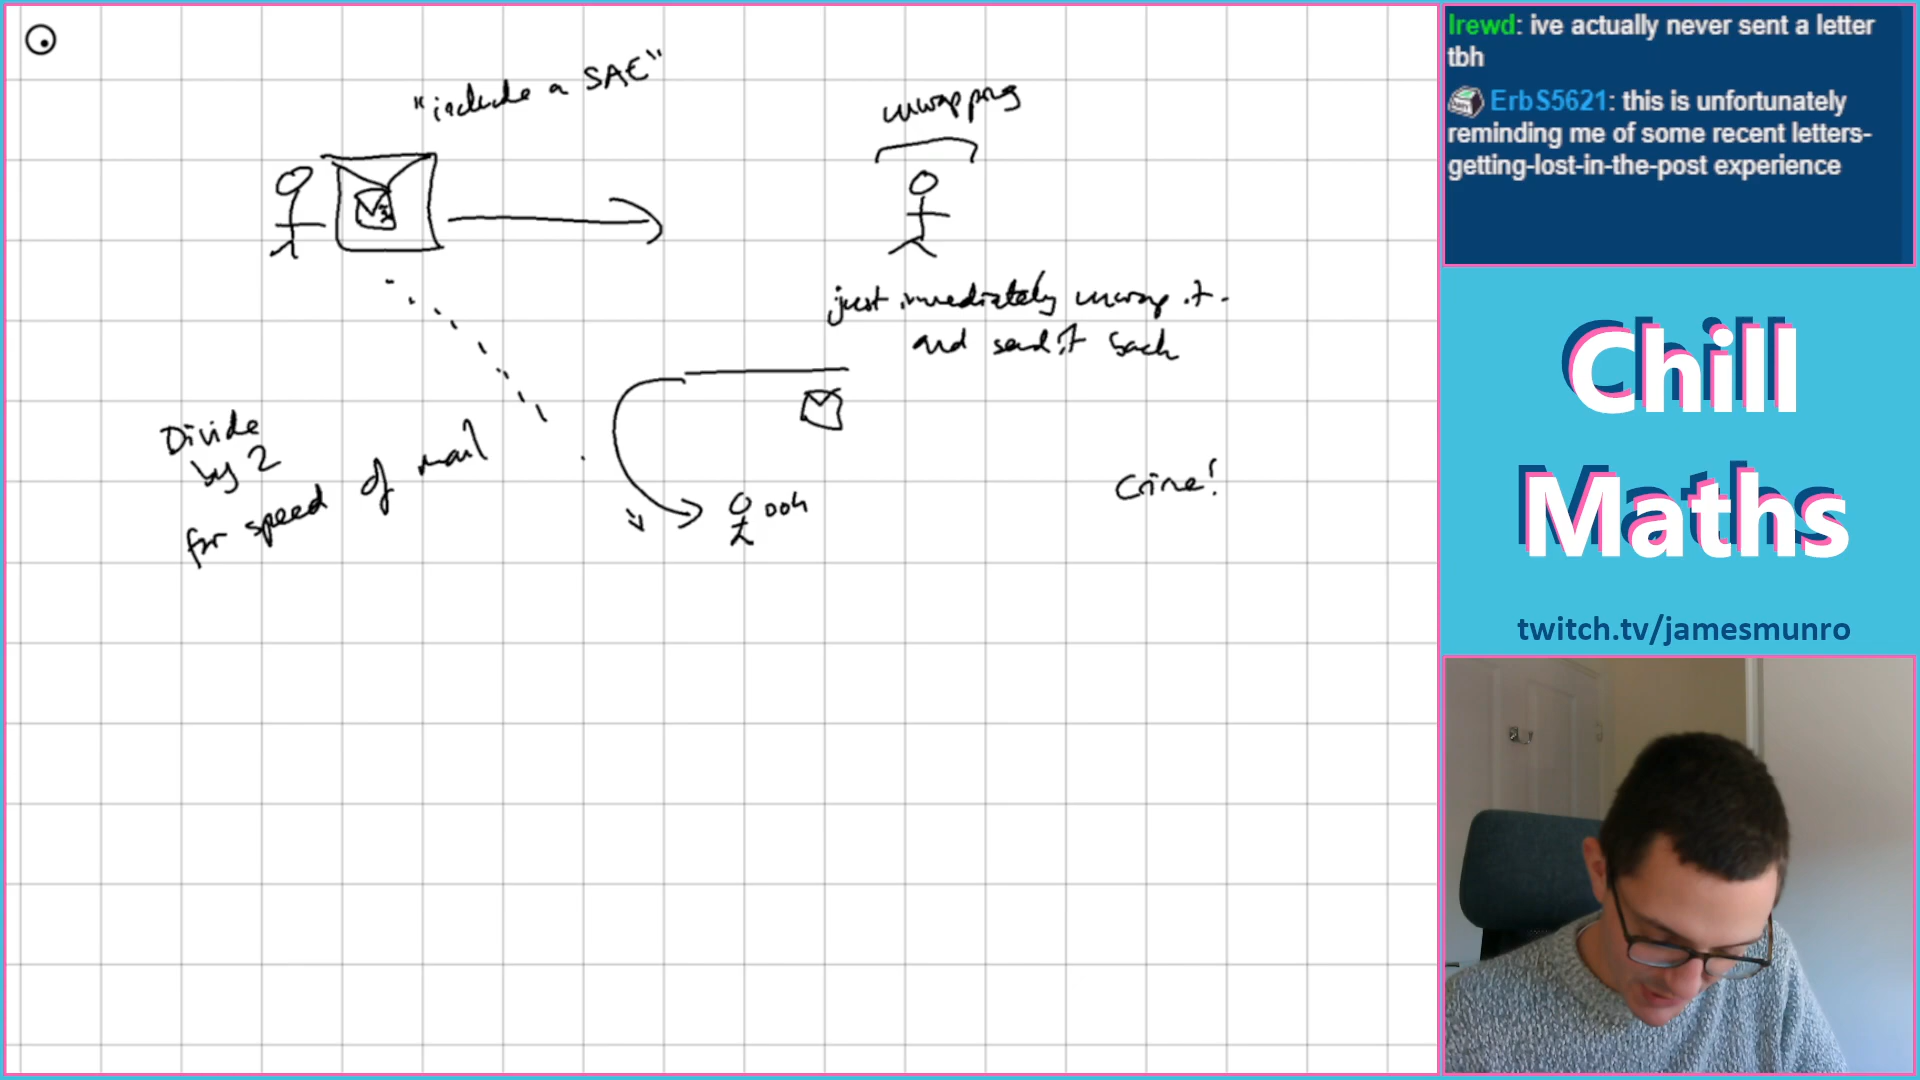 "include a SAE"
unwrapping
just immediately unwrap it
and send it back
Divide
by 2
for speed of mail
ooh
Crime!
lrewd: ive actually never sent a letter
tbh
ErbS5621: this is unfortunately
reminding me of some recent letters-
getting-lost-in-the-post experience
Chill
Maths
twitch.tv/jamesmunro